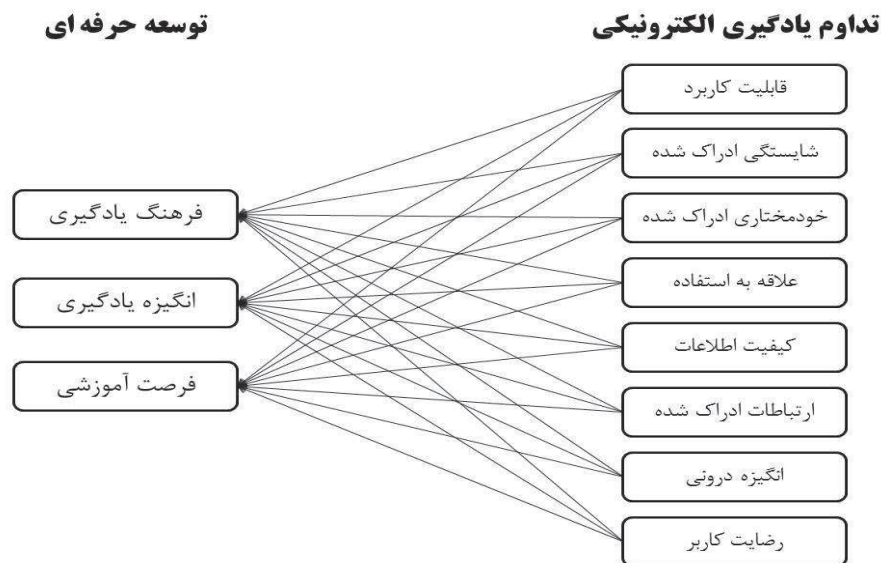 تداوم یادگیری الکترونیکی
توسعه حرفه ای
قابلیت کاربرد
شایستگی ادراک شده
خودمختاری ادراک شده
علاقه به استفاده
کیفیت اطلاعات
ارتباطات ادراک شده
انگیزه درونی
رضایت کاربر
فرهنگ یادگیری
انگیزه یادگیری
فرصت آموزشی